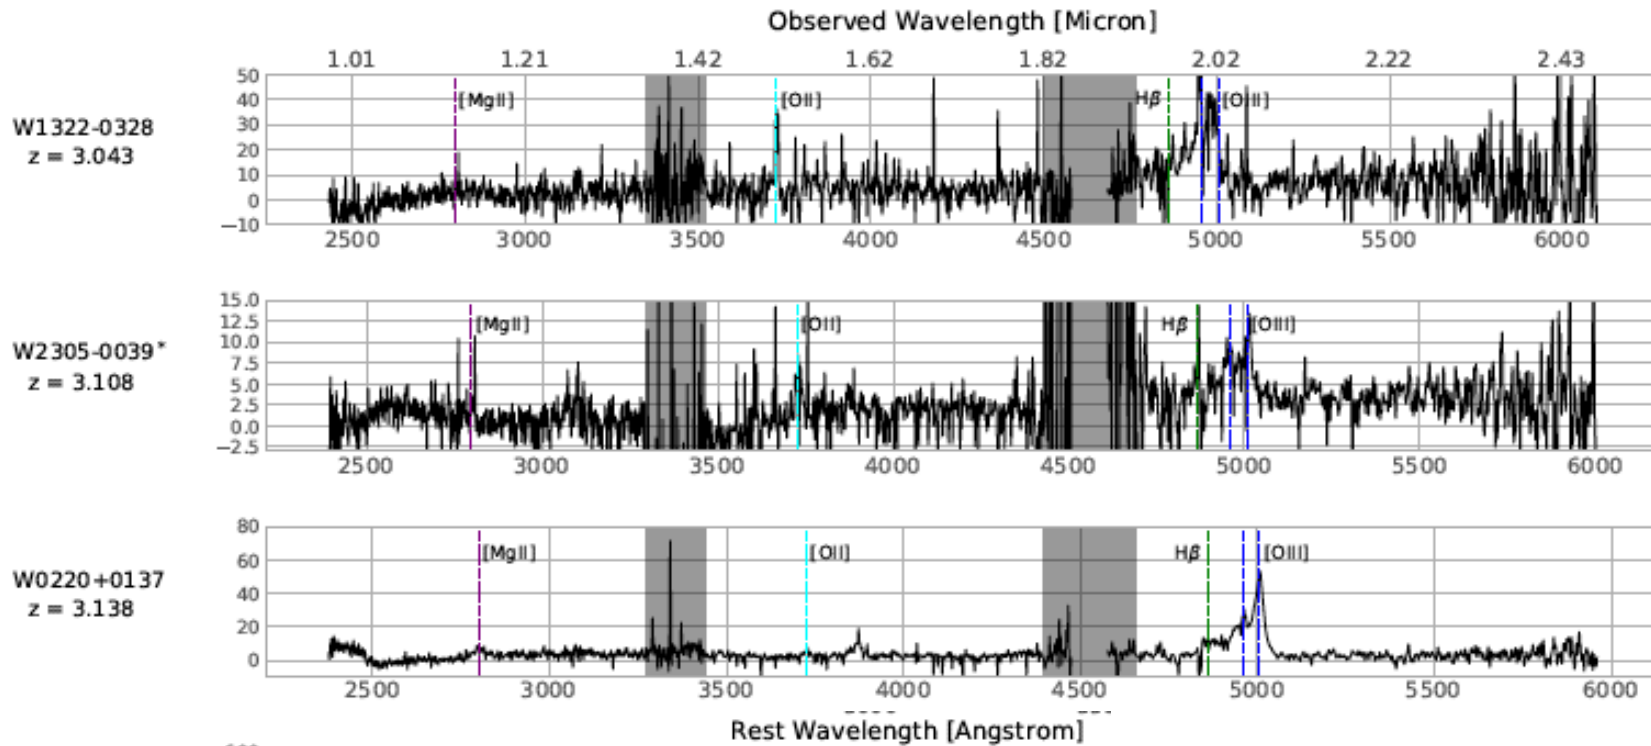 Observed Wavelength [Micron]
1.01 1.21 1.42 1.62 1.82 2.02 2.22 2.43
W1322-0328
z = 3.043
50
40
30
20
10
0
−10
[MgII] [OII] Hβ [OIII]
2500 3000 3500 4000 4500 5000 5500 6000
W2305-0039*
z = 3.108
15.0
12.5
10.0
7.5
5.0
2.5
0.0
−2.5
[MgII] [OII] Hβ [OIII]
2500 3000 3500 4000 4500 5000 5500 6000
W0220+0137
z = 3.138
80
60
40
20
0
[MgII] [OII] Hβ [OIII]
2500 3000 3500 4000 4500 5000 5500 6000
Rest Wavelength [Angstrom]